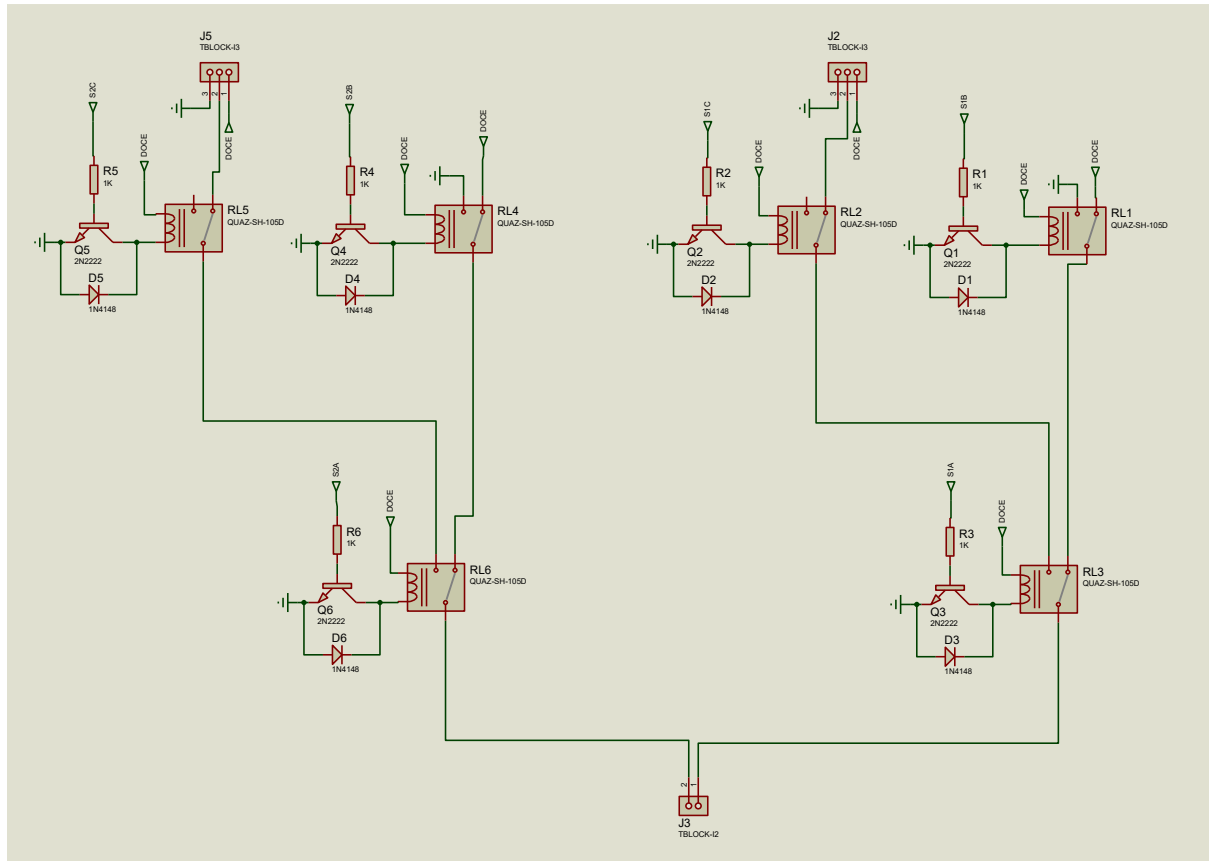 J5
TBLOCK-I3
3
2
1
DOCE
S2C
R5
1K
DOCE
Q5
2N2222
D5
1N4148
RL5
QUAZ-SH-105D
S2B
R4
1K
DOCE
DOCE
Q4
2N2222
D4
1N4148
RL4
QUAZ-SH-105D
J2
TBLOCK-I3
3
2
1
DOCE
S1C
R2
1K
DOCE
Q2
2N2222
D2
1N4148
RL2
QUAZ-SH-105D
S1B
R1
1K
DOCE
DOCE
Q1
2N2222
D1
1N4148
RL1
QUAZ-SH-105D
S2A
R6
1K
DOCE
Q6
2N2222
D6
1N4148
RL6
QUAZ-SH-105D
S1A
R3
1K
DOCE
Q3
2N2222
D3
1N4148
RL3
QUAZ-SH-105D
2
1
J3
TBLOCK-I2